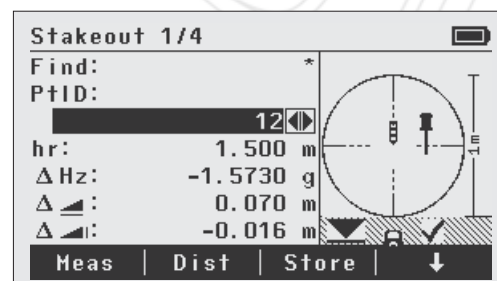 Stakeout 1/4
Find: *
PtID:
12
hr: 1.500 m
Δ Hz: -1.5730 g
Δ : 0.070 m
Δ : -0.016 m
1m
Meas | Dist | Store | ↓